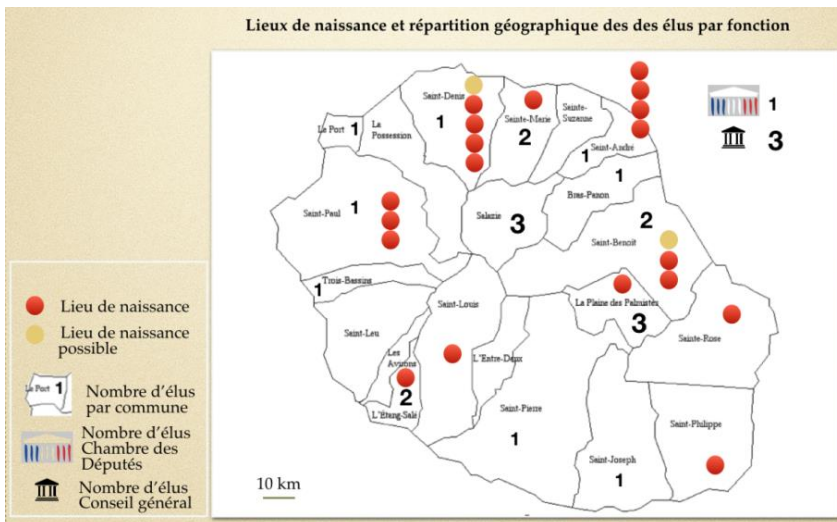 Lieux de naissance et répartition géographique des des élus par fonction
1
3
Saint-Denis
1
Sainte-Marie
2
Sainte-
Suzanne
Saint-André
1
La
Possession
Le Port 1
Bras-Panon
1
Saint-Paul 1
Salazie 3
2
Saint-Benoît
Trois-Bassins
1
Saint-Louis
La Plaine des Palmistes
3
Sainte-Rose
Saint-Leu
Les
Avirons
2
L'Entre-Deux
L'Étang-Salé
Saint-Pierre
1
Saint-Philippe
Saint-Joseph
1
10 km
Lieu de naissance
Lieu de naissance
possible
Le Port 1
Nombre d'élus
par commune
Nombre d'élus
Chambre des
Députés
Nombre d'élus
Conseil général